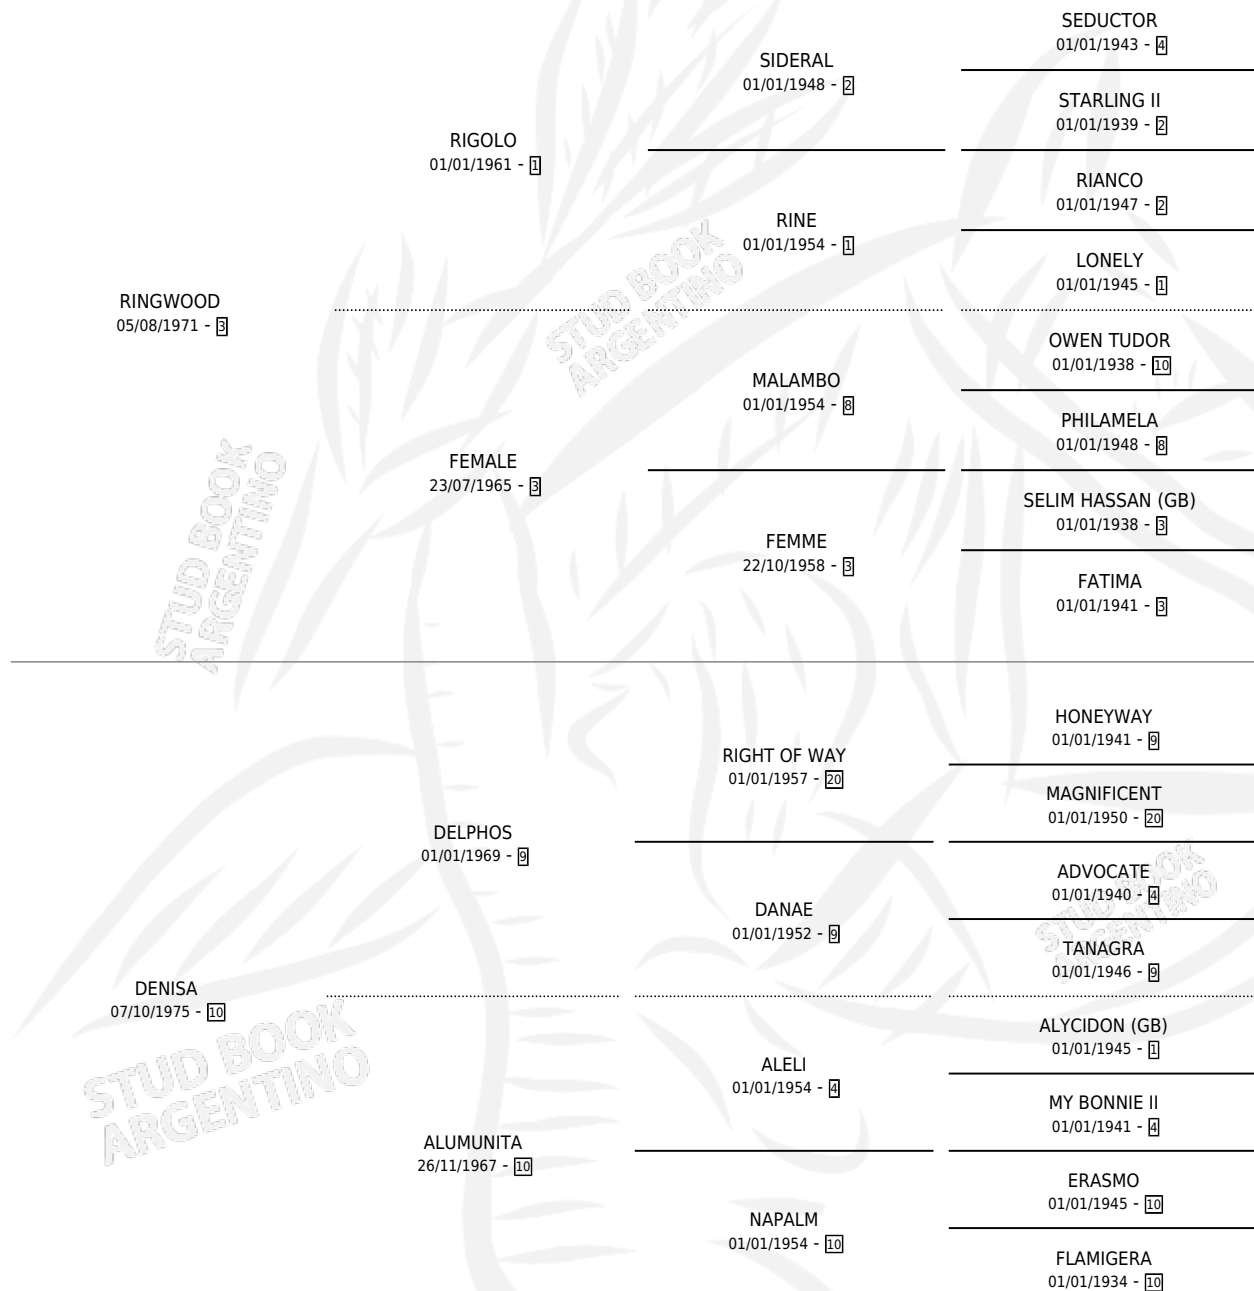 SEDUCTOR
01/01/1943 - 4
SIDERAL
01/01/1948 - 2
STARLING II
01/01/1939 - 2
RIGOLO
01/01/1961 - 1
RIANCO
01/01/1947 - 2
RINE
01/01/1954 - 1
LONELY
01/01/1945 - 1
RINGWOOD
05/08/1971 - 3
OWEN TUDOR
01/01/1938 - 10
MALAMBO
01/01/1954 - 8
PHILAMELA
01/01/1948 - 8
FEMALE
23/07/1965 - 3
SELIM HASSAN (GB)
01/01/1938 - 3
FEMME
22/10/1958 - 3
FATIMA
01/01/1941 - 3
HONEYWAY
01/01/1941 - 9
RIGHT OF WAY
01/01/1957 - 20
MAGNIFICENT
01/01/1950 - 20
DELPHOS
01/01/1969 - 9
ADVOCATE
01/01/1940 - 4
DANAE
01/01/1952 - 9
TANAGRA
01/01/1946 - 9
DENISA
07/10/1975 - 10
ALYCIDON (GB)
01/01/1945 - 1
ALELI
01/01/1954 - 4
MY BONNIE II
01/01/1941 - 4
ALUMUNITA
26/11/1967 - 10
ERASMO
01/01/1945 - 10
NAPALM
01/01/1954 - 10
FLAMIGERA
01/01/1934 - 10
STUD BOOK
ARGENTINO
STUD BOOK
ARGENTINO
STUD BOOK
ARGENTINO
STUD BOOK
ARGENTINO